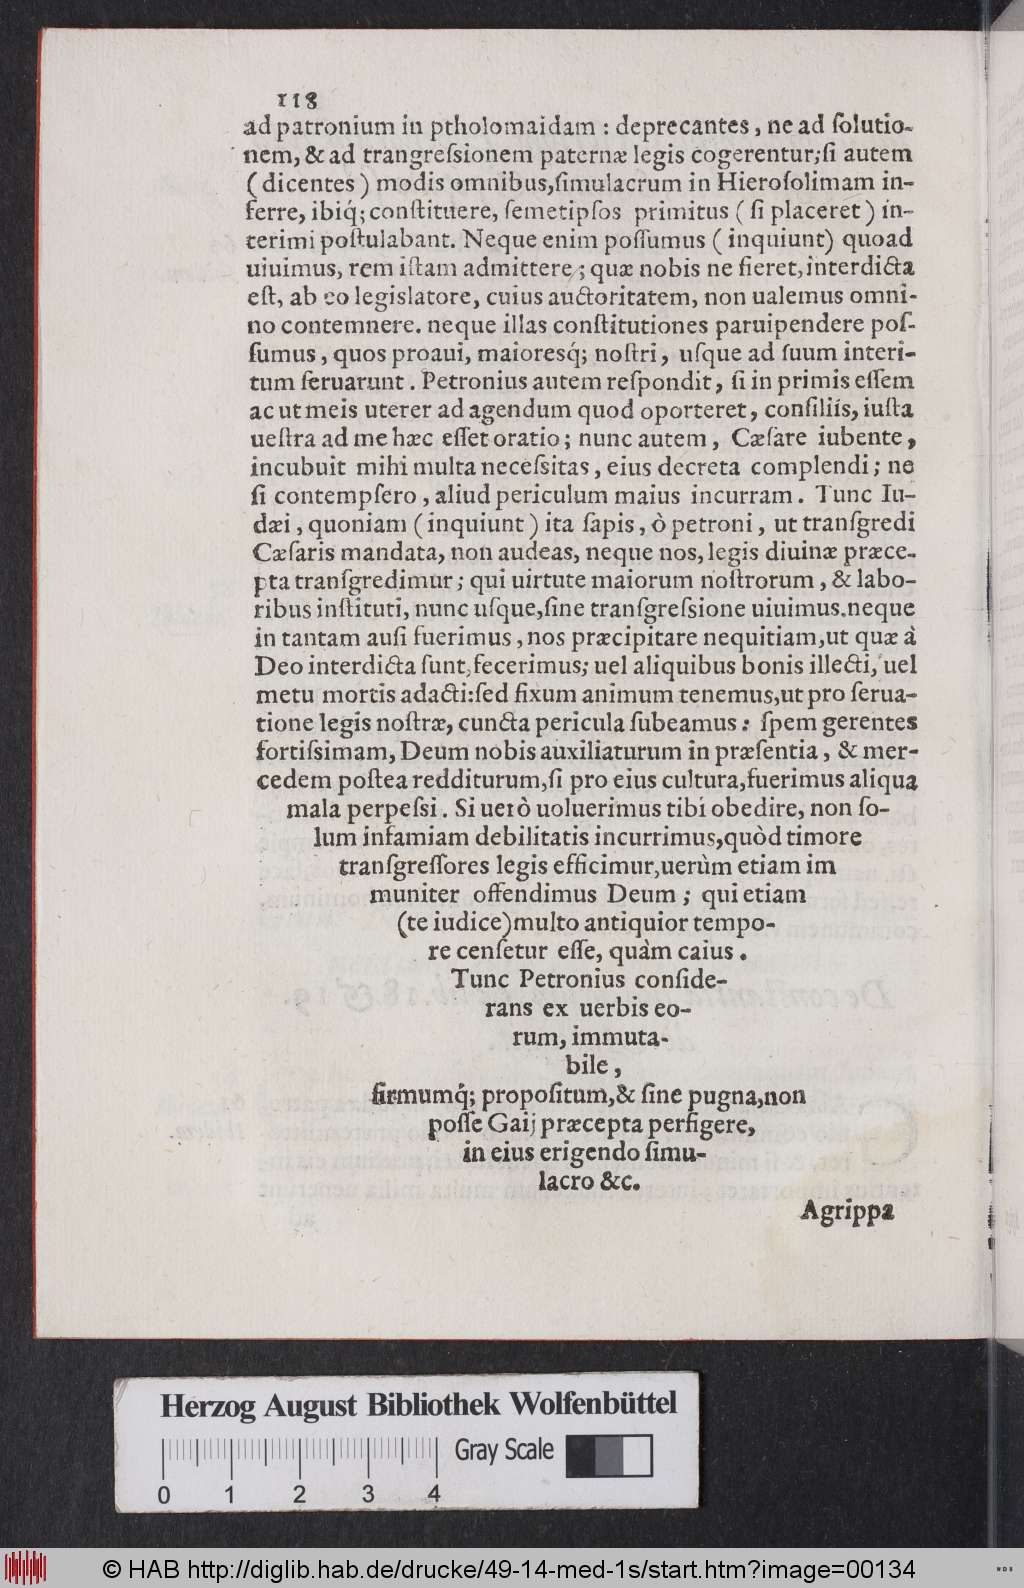 118
ad patronium in ptholomaidam : deprecantes, ne ad ſolutio-
nem, & ad trangreſsionem paternæ legis cogerentur; ſi autem
( dicentes ) modis omnibus, ſimulacrum in Hieroſolimam in-
ferre, ibiq́; conſtituere, ſemetipſos primitus ( ſi placeret ) in-
terimi poſtulabant. Neque enim poſſumus ( inquiunt) quoad
uiuimus, rem iſtam admittere ; quæ nobis ne fieret, interdicta
eſt, ab eo legislatore, cuius auctoritatem, non ualemus omni-
no contemnere. neque illas conſtitutiones paruipendere poſ-
ſumus, quos proaui, maioresq́; noſtri, uſque ad ſuum interi-
tum ſeruarunt. Petronius autem reſpondit, ſi in primis eſſem
ac ut meis uterer ad agendum quod oporteret, conſiliis, iuſta
ueſtra ad me hæc eſſet oratio ; nunc autem, Cæſare iubente,
incubuit mihi multa neceſsitas, eius decreta complendi ; ne
ſi contempſero, aliud periculum maius incurram. Tunc Iu-
dæi, quoniam ( inquiunt ) ita ſapis, ò petroni, ut tranſgredi
Cæſaris mandata, non audeas, neque nos, legis diuinæ præce-
pta tranſgredimur ; qui uirtute maiorum noſtrorum, & labo-
ribus inſtituti, nunc uſque, ſine tranſgreſsione uiuimus. neque
in tantam auſi fuerimus, nos præcipitare nequitiam, ut quæ à
Deo interdicta ſunt, fecerimus; uel aliquibus bonis illecti, uel
metu mortis adacti: ſed fixum animum tenemus, ut pro ſerua-
tione legis noſtræ, cuncta pericula ſubeamus : ſpem gerentes
fortiſsimam, Deum nobis auxiliaturum in præſentia, & mer-
cedem poſtea redditurum, ſi pro eius cultura, fuerimus aliqua
mala perpeſsi. Si uerò uoluerimus tibi obedire, non ſo-
lum infamiam debilitatis incurrimus, quòd timore
tranſgreſſores legis efficimur, uerùm etiam im
muniter offendimus Deum ; qui etiam
(te iudice) multo antiquior tempo-
re cenſetur eſſe, quàm caius.
Tunc Petronius conſide-
rans ex uerbis eo-
rum, immuta-
bile,
firmumq́; propoſitum, & ſine pugna, non
poſſe Gaij præcepta perfigere,
in eius erigendo ſimu-
lacro &c.
Agrippa
Herzog August Bibliothek Wolfenbüttel
Gray Scale
0 1 2 3 4
© HAB http://diglib.hab.de/drucke/49-14-med-1s/start.htm?image=00134